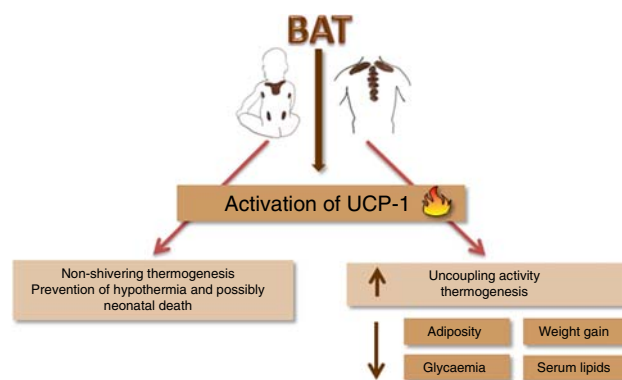 BAT
Activation of UCP-1
Non-shivering thermogenesis
Prevention of hypothermia and possibly
neonatal death
Uncoupling activity
thermogenesis
Adiposity
Weight gain
Glycaemia
Serum lipids